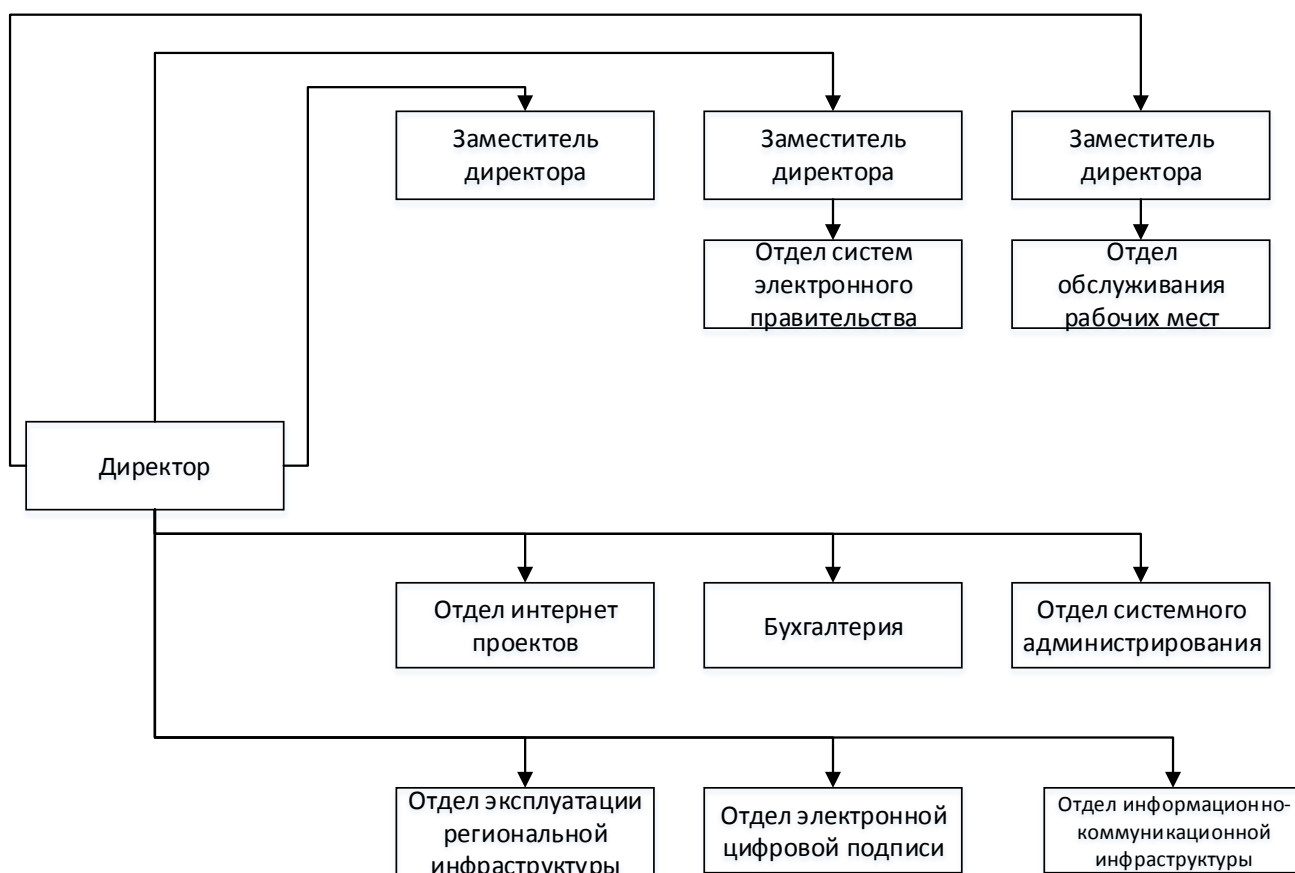 Заместитель
директора
Заместитель
директора
Заместитель
директора
Отдел систем
электронного
правительства
Отдел
обслуживания
рабочих мест
Директор
Отдел интернет
проектов
Бухгалтерия
Отдел системного
администрирования
Отдел эксплуатации
региональной
инфраструктуры
Отдел электронной
цифровой подписи
Отдел информационно-
коммуникационной
инфраструктуры